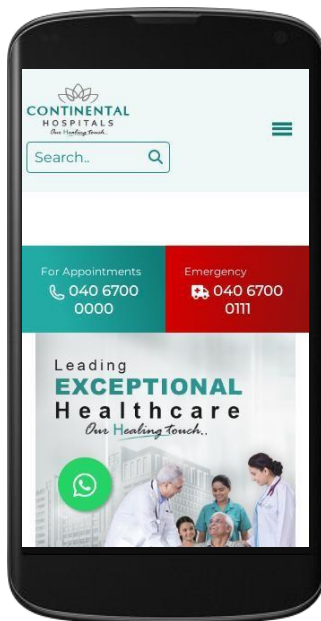 CONTINENTAL
HOSPITALS
Our Healing touch..
Search..
For Appointments
040 6700
0000
Emergency
040 6700
0111
Leading
EXCEPTIONAL
Healthcare
Our Healing touch..